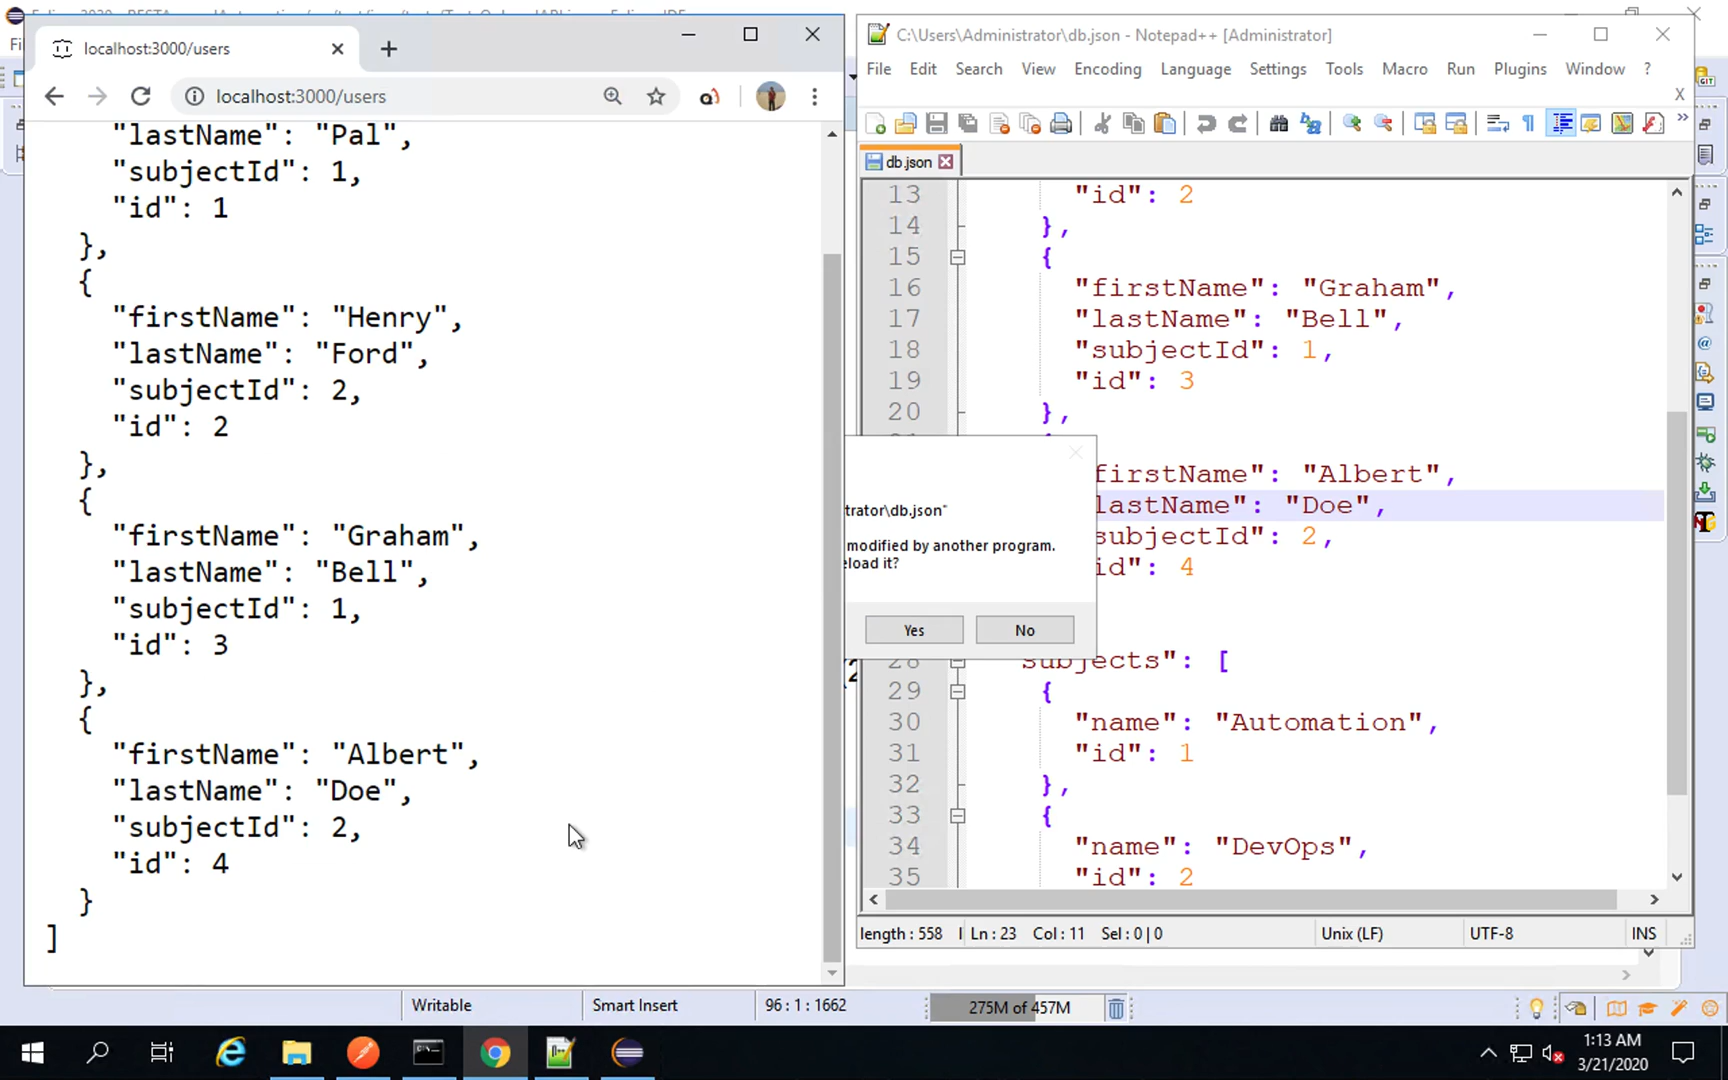 localhost:3000/users
localhost:3000/users
"lastName": "Pal",
"subjectId": 1,
"id": 1
},
{
"firstName": "Henry",
"lastName": "Ford",
"subjectId": 2,
"id": 2
},
{
"firstName": "Graham",
"lastName": "Bell",
"subjectId": 1,
"id": 3
},
{
"firstName": "Albert",
"lastName": "Doe",
"subjectId": 2,
"id": 4
}
]
C:\Users\Administrator\db.json - Notepad++ [Administrator]
File Edit Search View Encoding Language Settings Tools Macro Run Plugins Window ?
X
db.json
13 "id": 2
14 },
15 {
16 "firstName": "Graham",
17 "lastName": "Bell",
18 "subjectId": 1,
19 "id": 3
20 },
firstName": "Albert",
lastName": "Doe",
subjectId": 2,
id": 4
subjects": [
29 {
30 "name": "Automation",
31 "id": 1
32 },
33 {
34 "name": "DevOps",
35 "id": 2
trator\db.json"
modified by another program.
eload it?
Yes No
length : 558 l Ln : 23 Col : 11 Sel : 0 | 0 Unix (LF) UTF-8 INS
Writable Smart Insert 96 : 1 : 1662 275M of 457M
1:13 AM
3/21/2020